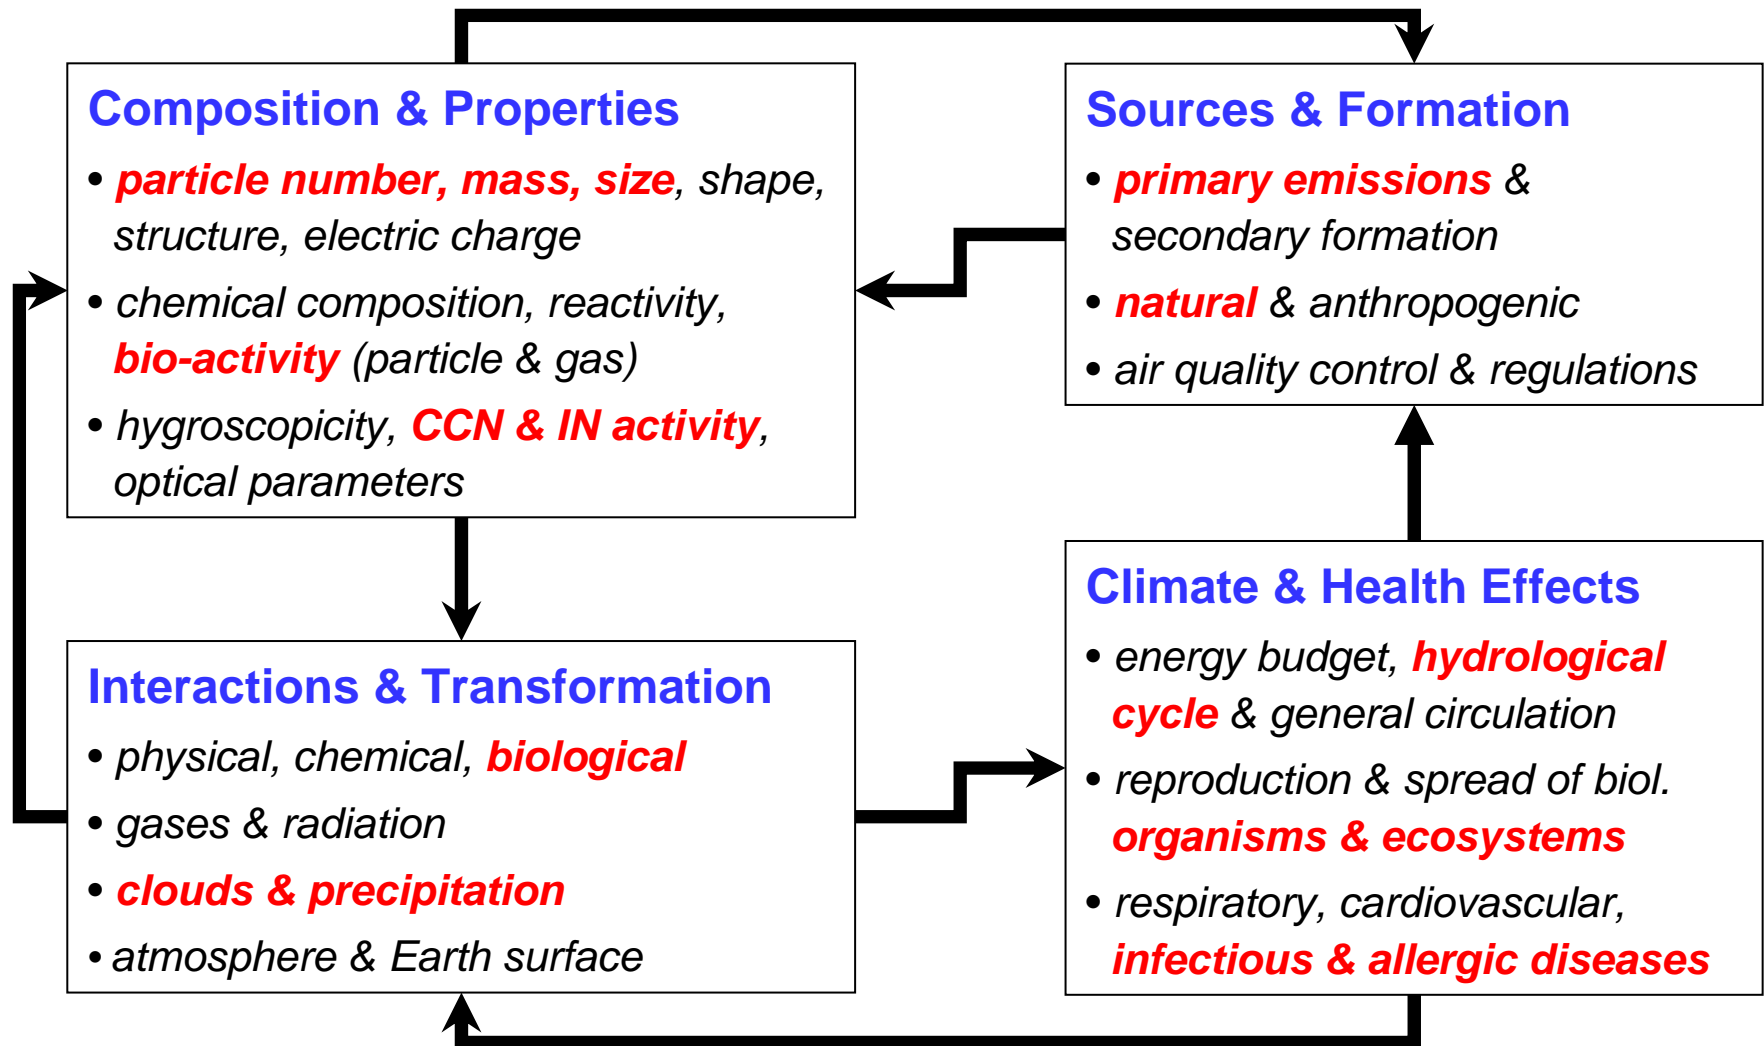 Composition & Properties
• particle number, mass, size, shape,
structure, electric charge
• chemical composition, reactivity,
bio-activity (particle & gas)
• hygroscopicity, CCN & IN activity,
optical parameters
Sources & Formation
• primary emissions &
secondary formation
• natural & anthropogenic
• air quality control & regulations
Interactions & Transformation
• physical, chemical, biological
• gases & radiation
• clouds & precipitation
• atmosphere & Earth surface
Climate & Health Effects
• energy budget, hydrological
cycle & general circulation
• reproduction & spread of biol.
organisms & ecosystems
• respiratory, cardiovascular,
infectious & allergic diseases